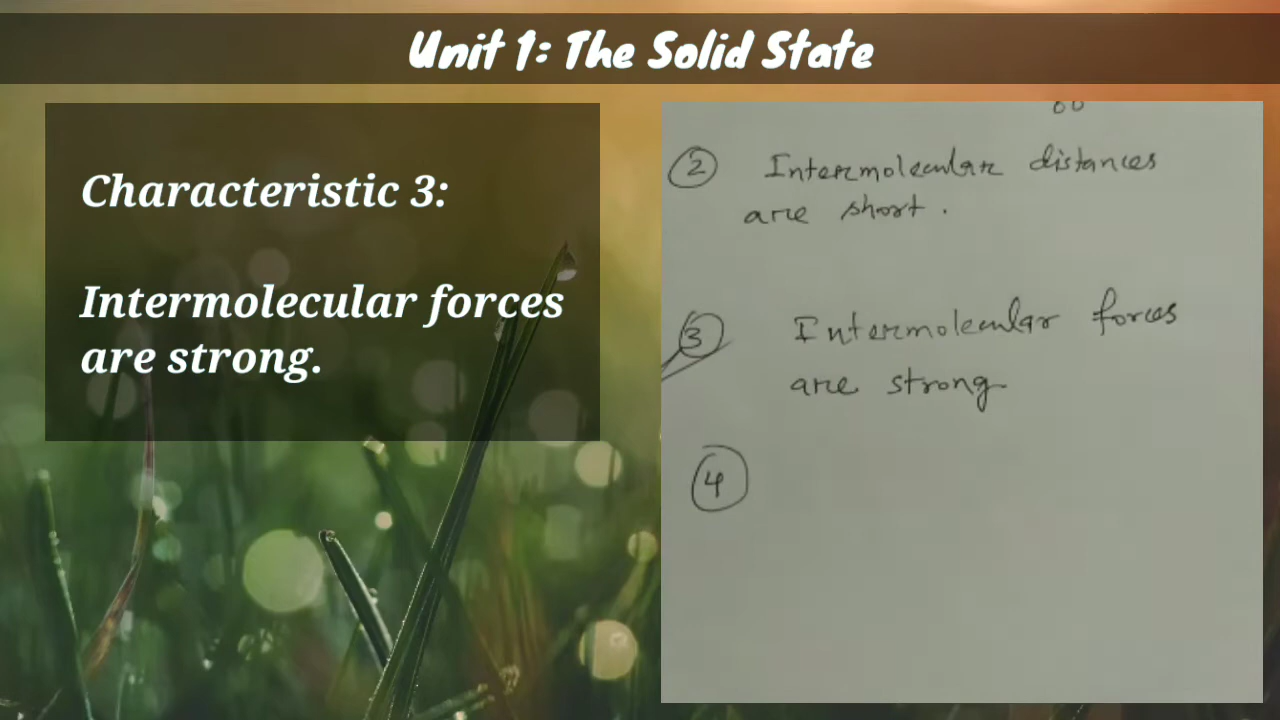 Unit 1: The Solid State
Characteristic 3:
Intermolecular forces
are strong.
2 Intermolecular distances
are short.
3 Intermolecular forces
are strong
4